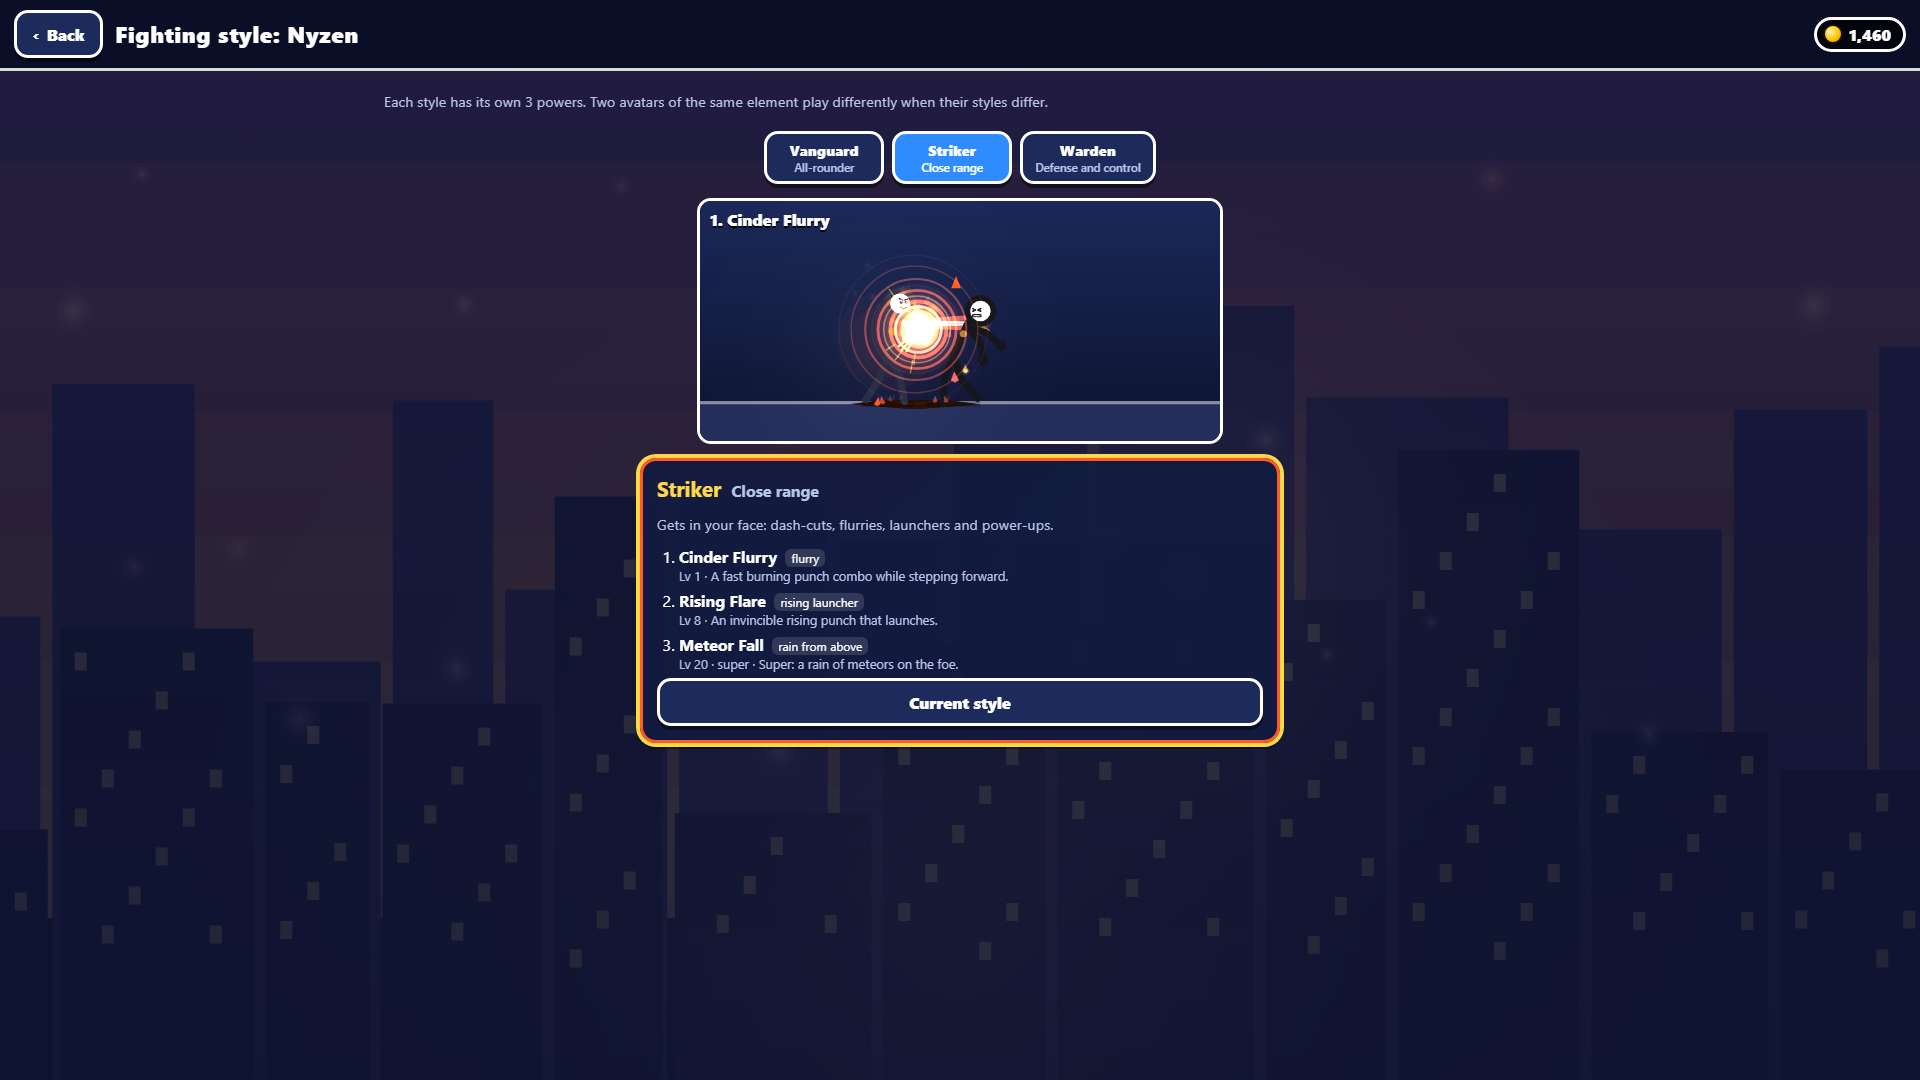 ‹ Back
Fighting style: Nyzen
1,460
Each style has its own 3 powers. Two avatars of the same element play differently when their styles differ.
Vanguard
All-rounder
Striker
Close range
Warden
Defense and control
1. Cinder Flurry
Striker Close range
Gets in your face: dash-cuts, flurries, launchers and power-ups.
1. Cinder Flurry flurry
Lv 1 · A fast burning punch combo while stepping forward.
2. Rising Flare rising launcher
Lv 8 · An invincible rising punch that launches.
3. Meteor Fall rain from above
Lv 20 · super · Super: a rain of meteors on the foe.
Current style